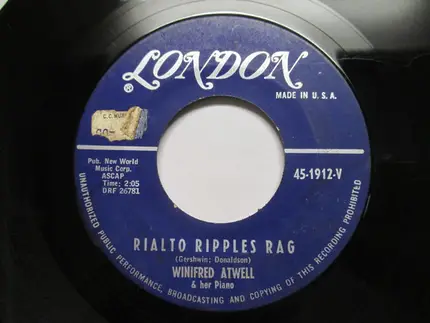 LONDON
®
MADE IN U. S. A.
Pub. New World
Music Corp.
ASCAP
Time: 2:05
DRF 26781
45-1912-V
RIALTO RIPPLES RAG
(Gershwin; Donaldson)
WINIFRED ATWELL
& her Piano
UNAUTHORIZED PUBLIC PERFORMANCE, BROADCASTING AND COPYING OF THIS RECORDING PROHIBITED